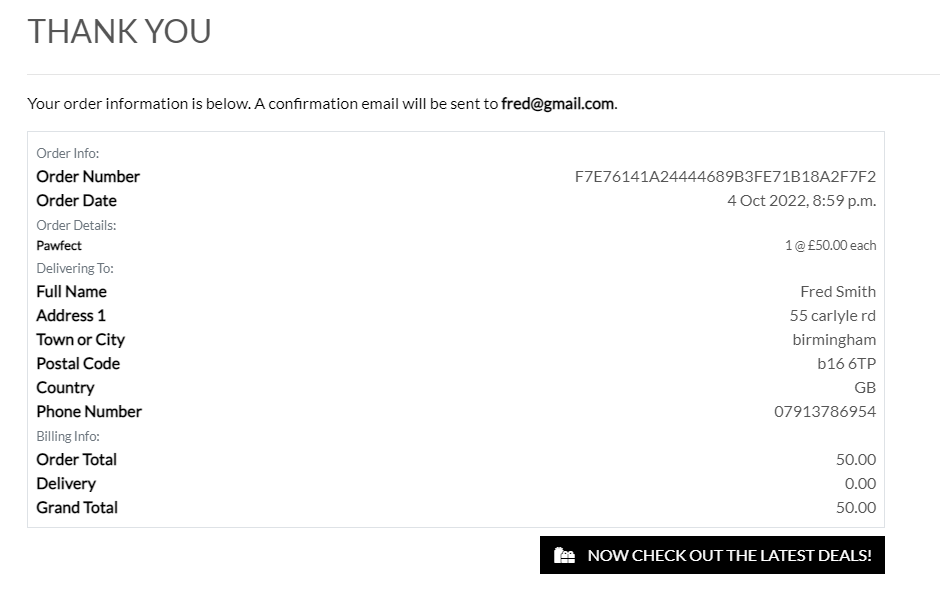 THANK YOU
Your order information is below. A confirmation email will be sent to fred@gmail.com.
Order Info:
Order Number F7E76141A24444689B3FE71B18A2F7F2
Order Date 4 Oct 2022, 8:59 p.m.
Order Details:
Pawfect 1 @ £50.00 each
Delivering To:
Full Name Fred Smith
Address 1 55 carlyle rd
Town or City birmingham
Postal Code b16 6TP
Country GB
Phone Number 07913786954
Billing Info:
Order Total 50.00
Delivery 0.00
Grand Total 50.00
NOW CHECK OUT THE LATEST DEALS!